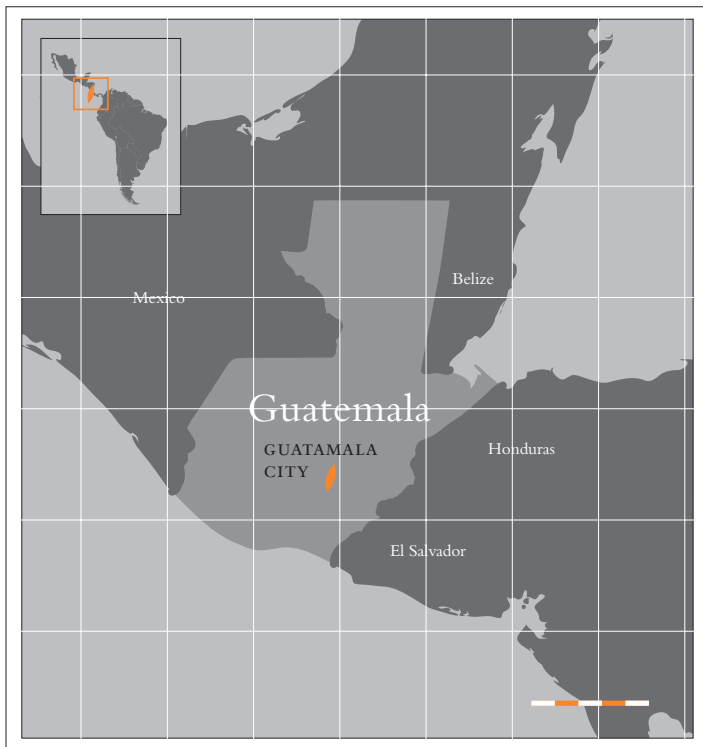 Belize
Mexico
Guatemala
GUATAMALA
CITY
Honduras
El Salvador